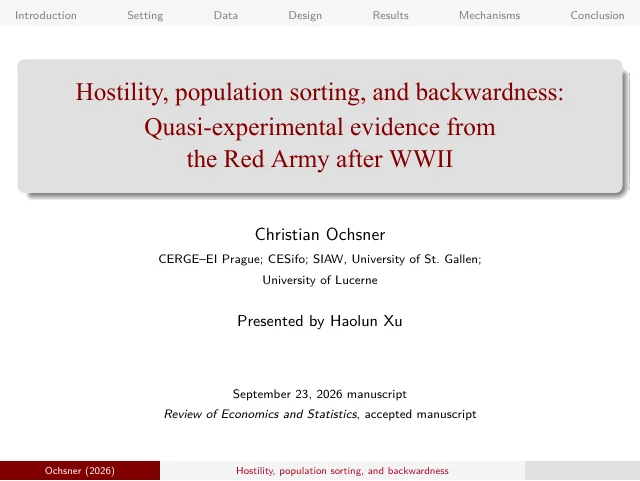 Introduction Setting Data Design Results Mechanisms Conclusion
Hostility, population sorting, and backwardness:
Quasi-experimental evidence from
the Red Army after WWII
Christian Ochsner
CERGE–EI Prague; CESifo; SIAW, University of St. Gallen;
University of Lucerne
Presented by Haolun Xu
September 23, 2026 manuscript
Review of Economics and Statistics, accepted manuscript
Ochsner (2026) Hostility, population sorting, and backwardness